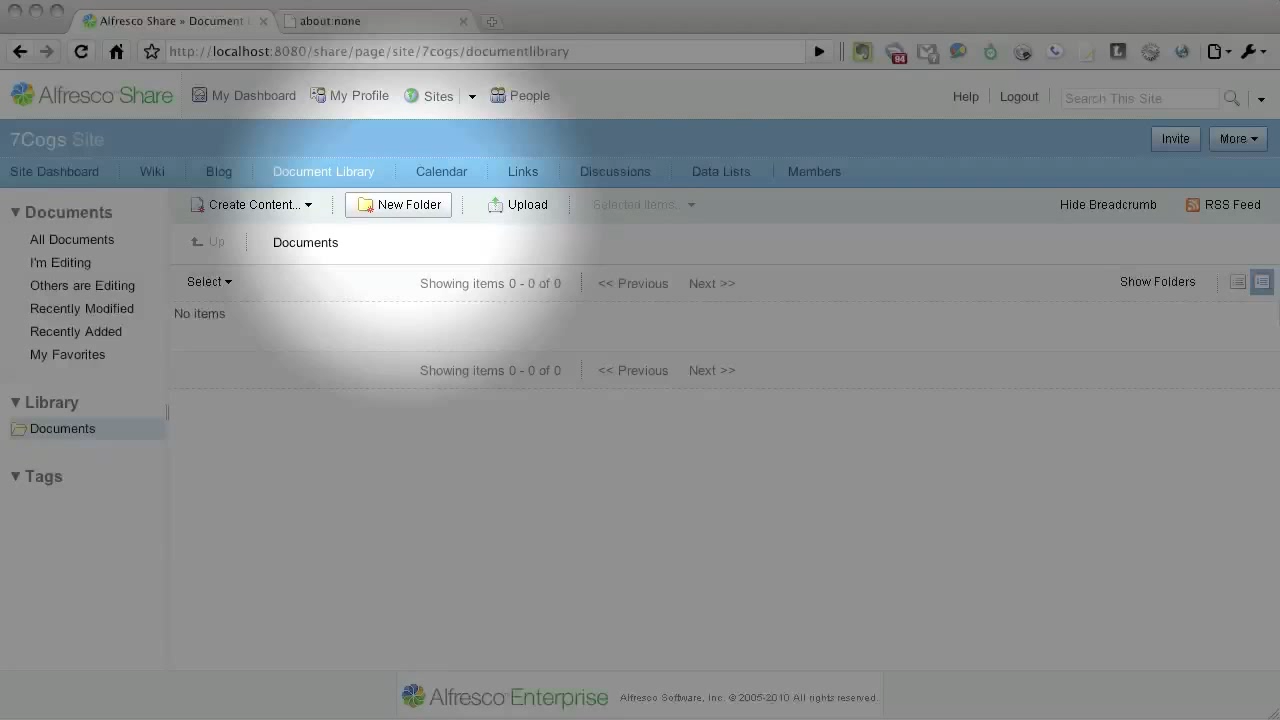 Alfresco Share » Document L
about:none
http://localhost:8080/share/page/site/7cogs/documentlibrary
94
?
L
Alfresco Share
My Dashboard
My Profile
Sites
People
Help
Logout
Search This Site
7Cogs Site
Invite
More
Site Dashboard
Wiki
Blog
Document Library
Calendar
Links
Discussions
Data Lists
Members
Documents
All Documents
I'm Editing
Others are Editing
Recently Modified
Recently Added
My Favorites
Library
Documents
Tags
Create Content...
New Folder
Upload
Selected Items...
Hide Breadcrumb
RSS Feed
Up
Documents
Select
Showing items 0 - 0 of 0
<< Previous
Next >>
Show Folders
No items
Showing items 0 - 0 of 0
<< Previous
Next >>
Alfresco Enterprise
Alfresco Software, Inc. © 2005-2010 All rights reserved.